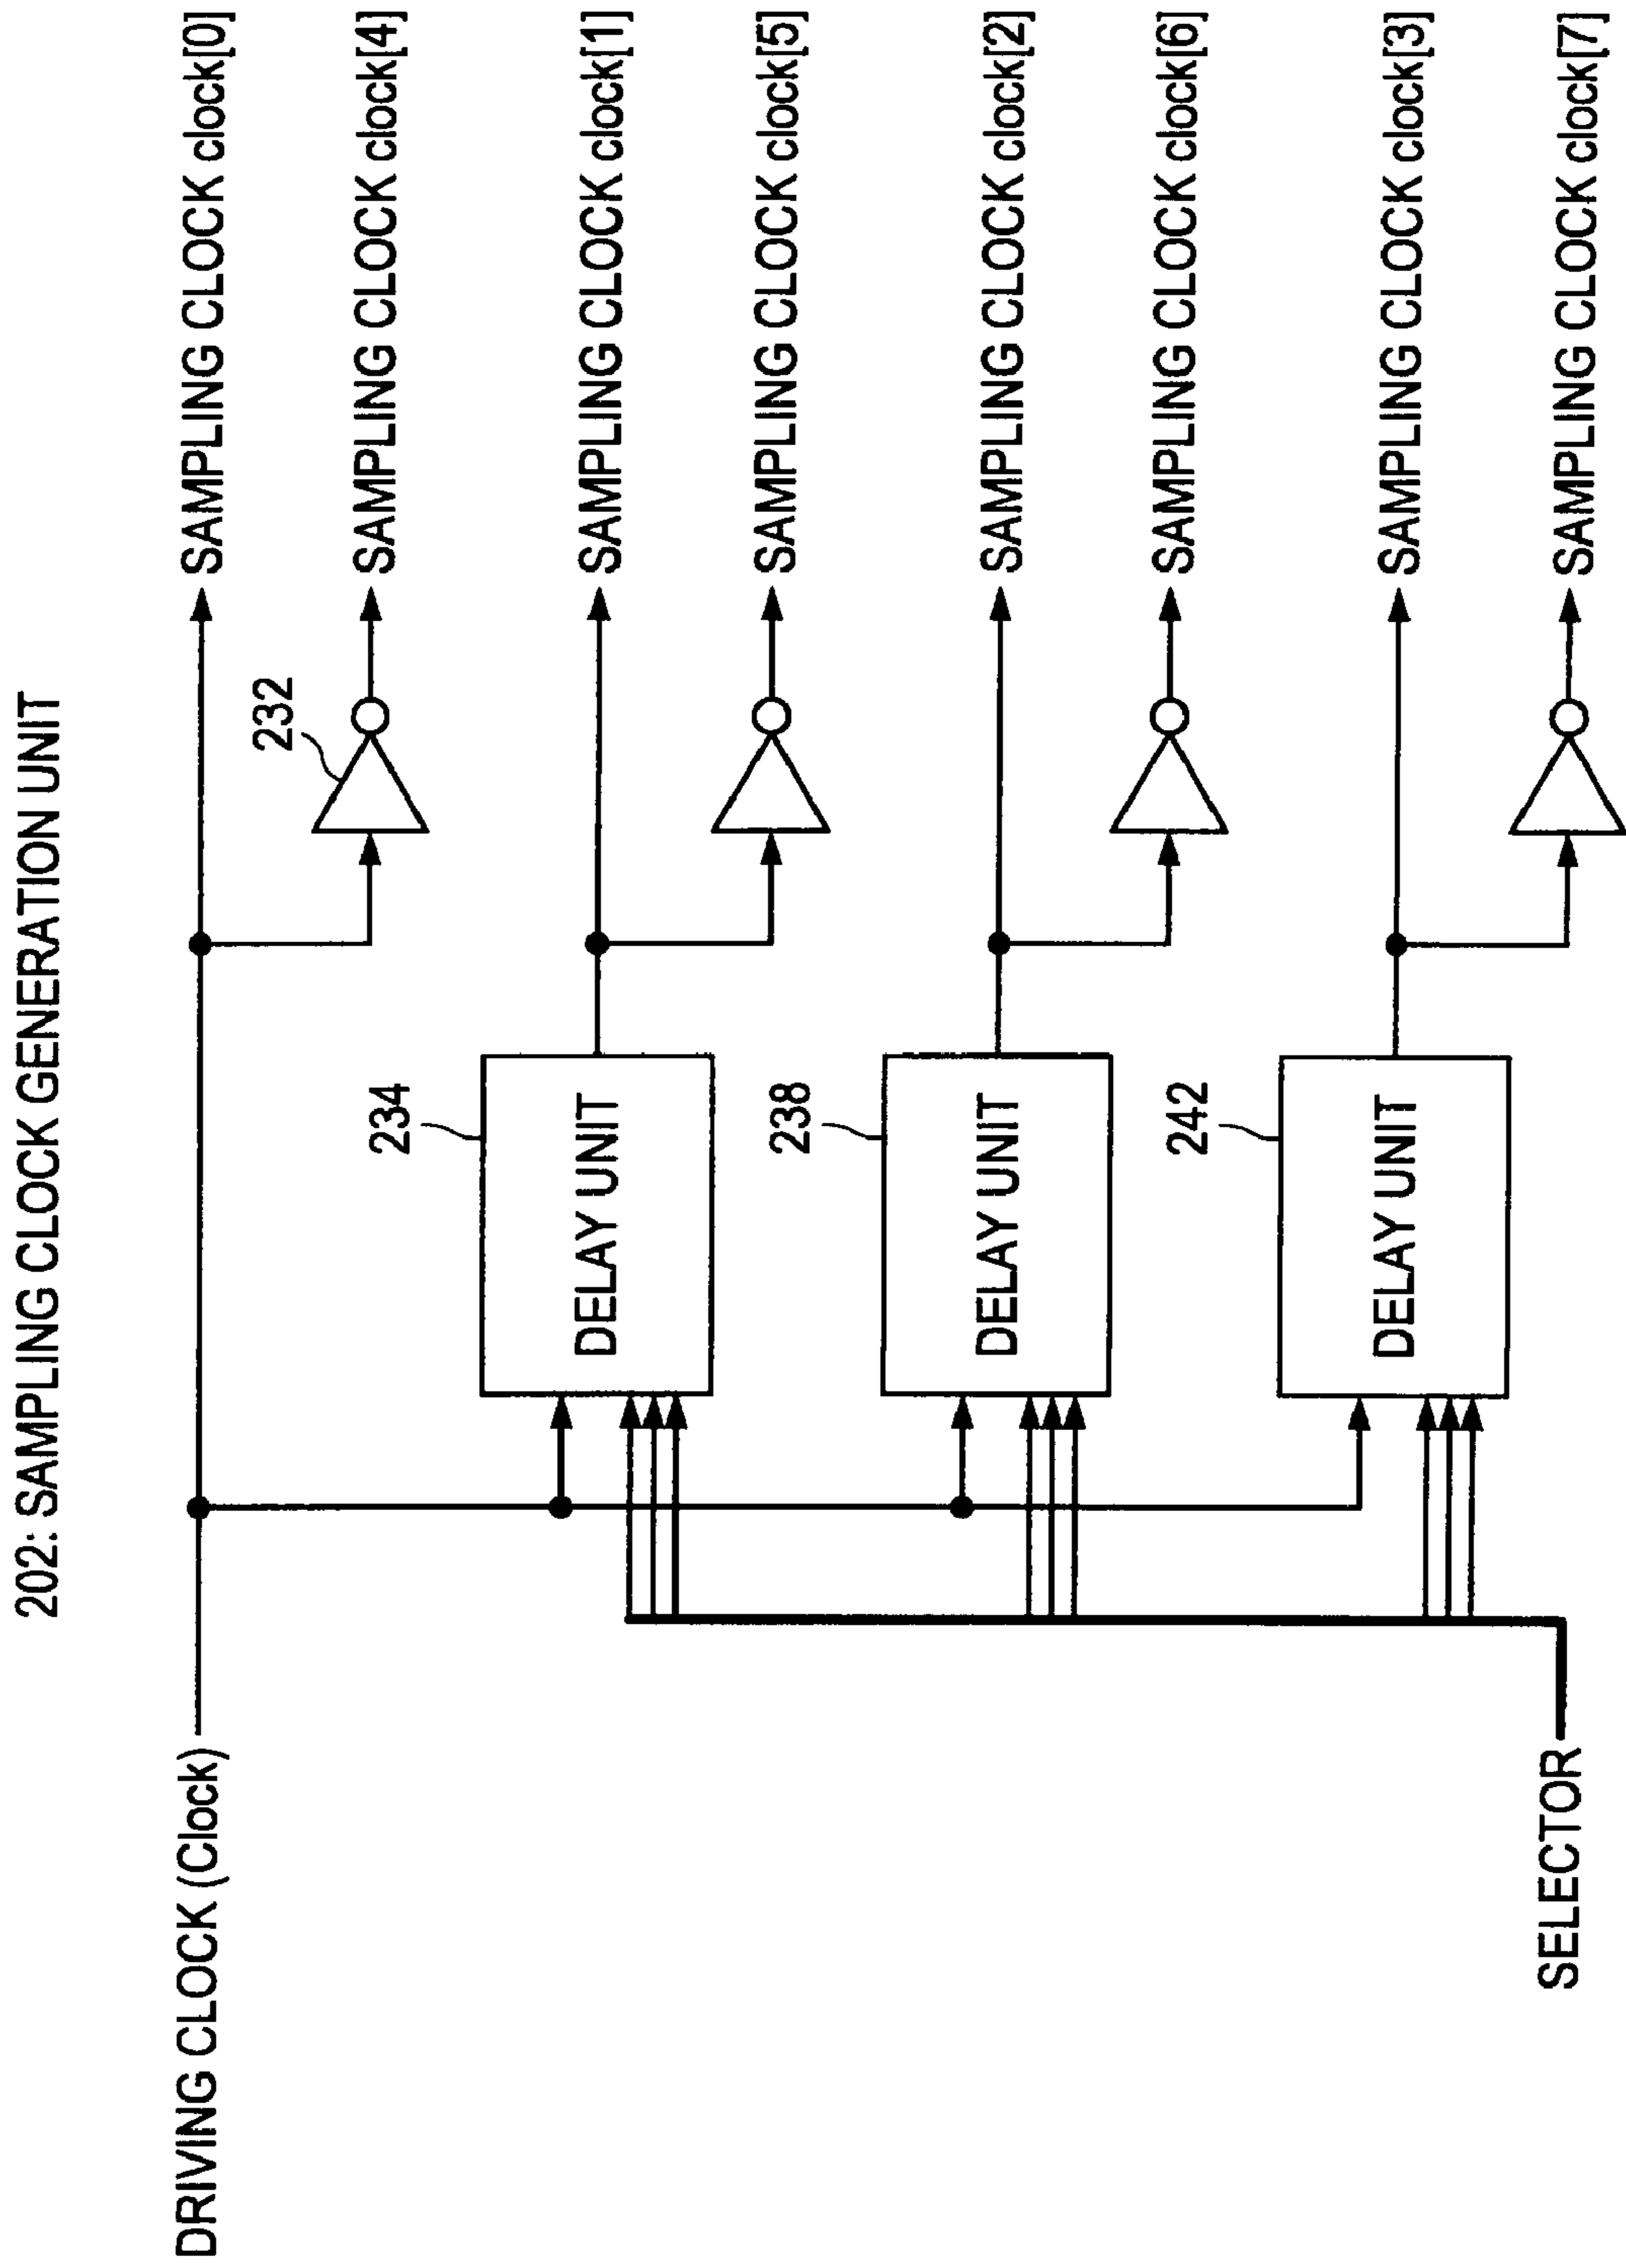 202: SAMPLING CLOCK GENERATION UNIT
DRIVING CLOCK (Clock)
SAMPLING CLOCK clock[0]
232
SAMPLING CLOCK clock[4]
234
DELAY UNIT
SAMPLING CLOCK clock[1]
SAMPLING CLOCK clock[5]
238
DELAY UNIT
SAMPLING CLOCK clock[2]
SAMPLING CLOCK clock[6]
242
DELAY UNIT
SAMPLING CLOCK clock[3]
SELECTOR
SAMPLING CLOCK clock[7]